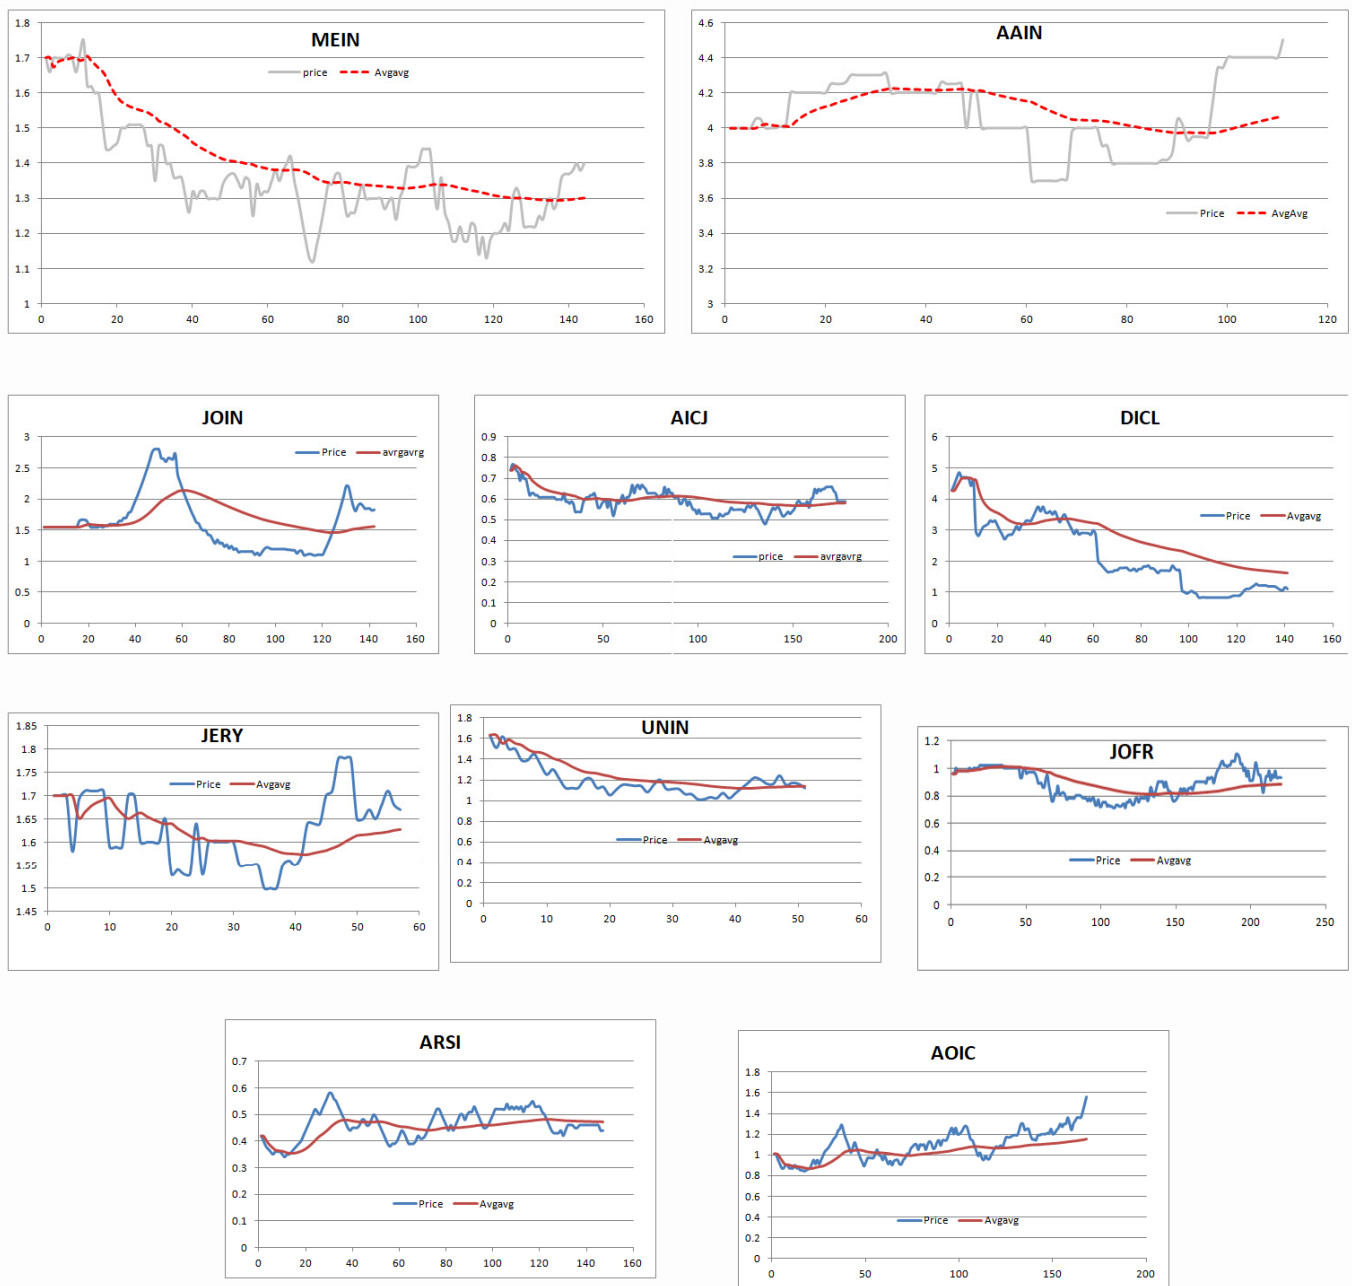 MEIN
price Avgavg
1.8
1.7
1.6
1.5
1.4
1.3
1.2
1.1
1
0 20 40 60 80 100 120 140 160
AAIN
Price AvgAvg
4.6
4.4
4.2
4
3.8
3.6
3.4
3.2
3
0 20 40 60 80 100 120
JOIN
Price avrgavrg
3
2.5
2
1.5
1
0.5
0
0 20 40 60 80 100 120 140 160
AICJ
0.9
0.8
0.7
0.6
0.5
0.4
0.3
0.2
0.1
0
price avrgavrg
0 50 100 150 200
DICL
6
5
4
3
2
1
0
Price Avgavg
0 20 40 60 80 100 120 140 160
JERY
1.85
1.8
1.75
1.7
1.65
1.6
1.55
1.5
1.45
Price Avgavg
0 10 20 30 40 50 60
UNIN
1.8
1.6
1.4
1.2
1
0.8
0.6
0.4
0.2
0
Price Avgavg
0 10 20 30 40 50 60
JOFR
1.2
1
0.8
0.6
0.4
0.2
0
Price Avgavg
0 50 100 150 200 250
ARSI
0.7
0.6
0.5
0.4
0.3
0.2
0.1
0
Price Avgavg
0 20 40 60 80 100 120 140 160
AOIC
1.8
1.6
1.4
1.2
1
0.8
0.6
0.4
0.2
0
Price Avgavg
0 50 100 150 200